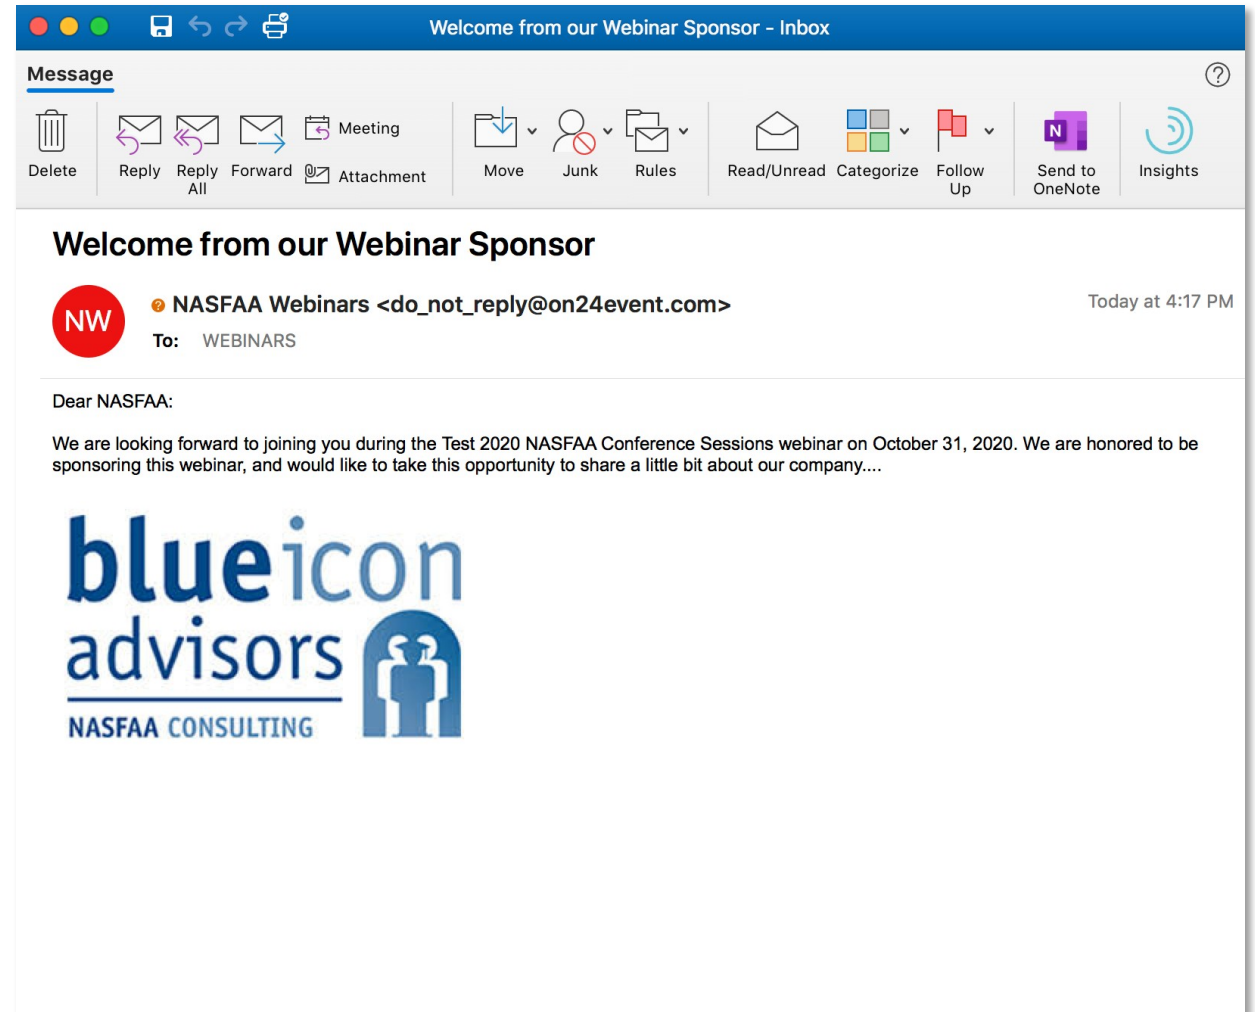 Welcome from our Webinar Sponsor - Inbox
Message
Delete
Reply
Reply All
Forward
Meeting
Attachment
Move
Junk
Rules
Read/Unread
Categorize
Follow Up
N
Send to OneNote
Insights
Welcome from our Webinar Sponsor
NW
NASFAA Webinars <do_not_reply@on24event.com>
Today at 4:17 PM
To: WEBINARS
Dear NASFAA:
We are looking forward to joining you during the Test 2020 NASFAA Conference Sessions webinar on October 31, 2020. We are honored to be
sponsoring this webinar, and would like to take this opportunity to share a little bit about our company....
blueicon
advisors
NASFAA CONSULTING